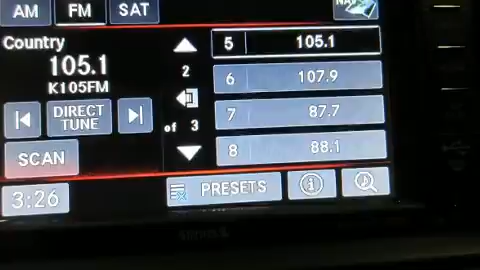 AM FM SAT NAV
Country
105.1
K105FM
DIRECT
TUNE
SCAN
3:26
2
of 3
5 105.1
6 107.9
7 87.7
8 88.1
PRESETS